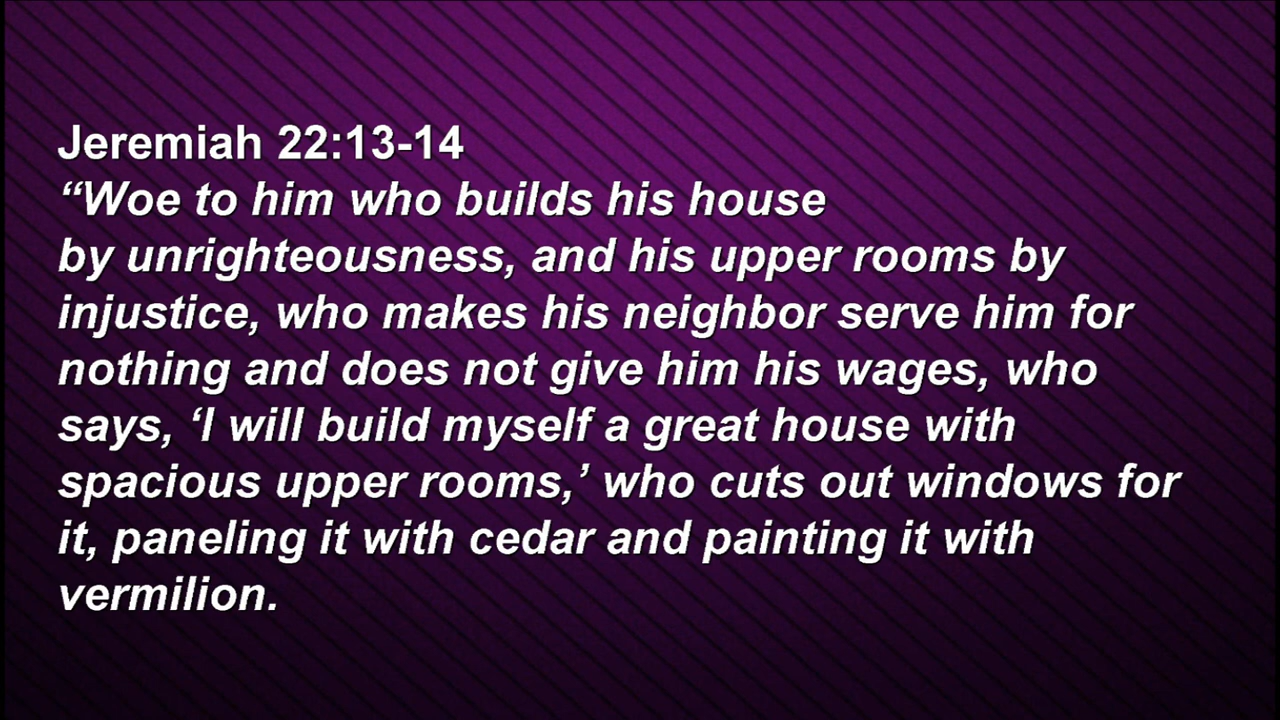 Jeremiah 22:13-14
“Woe to him who builds his house
by unrighteousness, and his upper rooms by
injustice, who makes his neighbor serve him for
nothing and does not give him his wages, who
says, ‘I will build myself a great house with
spacious upper rooms,’ who cuts out windows for
it, paneling it with cedar and painting it with
vermilion.